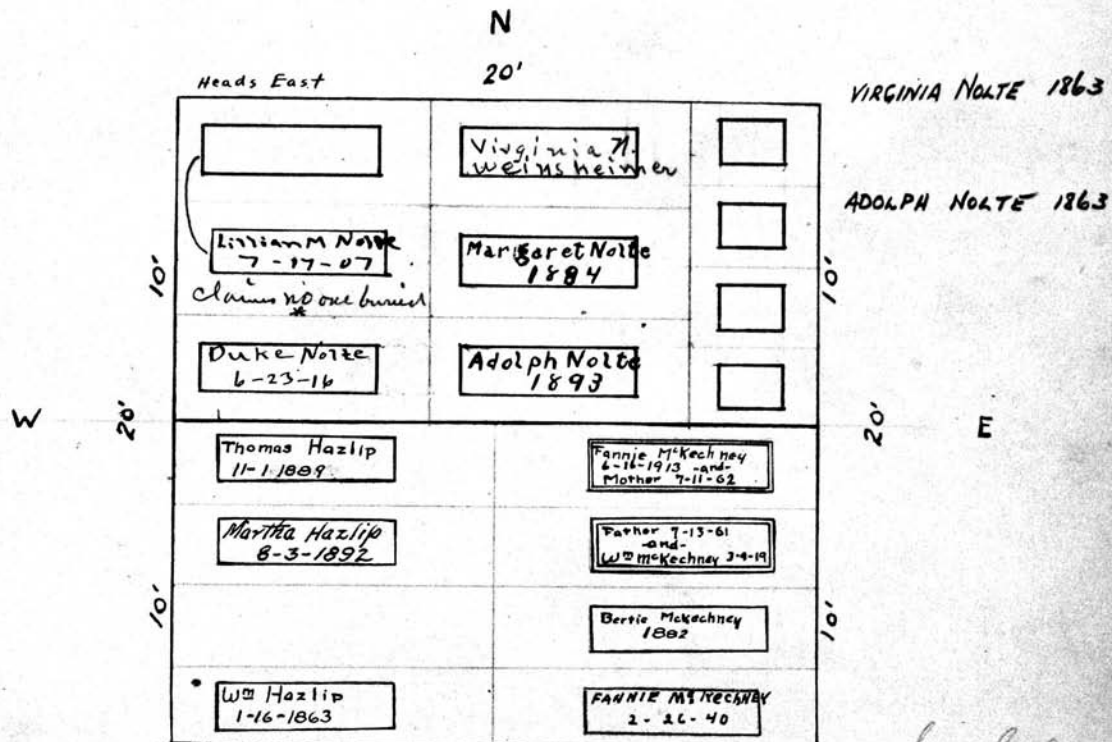 N
20'
Heads East
VIRGINIA NOLTE 1863
ADOLPH NOLTE 1863
Virginia N.
Weinsheimer
Lillian M Nolte
7-17-07
claims no one buried
*
Margaret Nolte
1884
10'
10'
Duke Nolte
6-23-16
Adolph Nolte
1893
W
20'
20'
E
Thomas Hazlip
11-1-1889
Fannie McKechney
6-16-1913 -and-
Mother 7-11-62
Martha Hazlip
8-3-1892
Father 7-13-61
-and-
Wm McKechney 3-4-19
10'
10'
Bertie McKechney
1882
Wm Hazlip
1-16-1863
FANNIE McKECHNEY
2-26-40